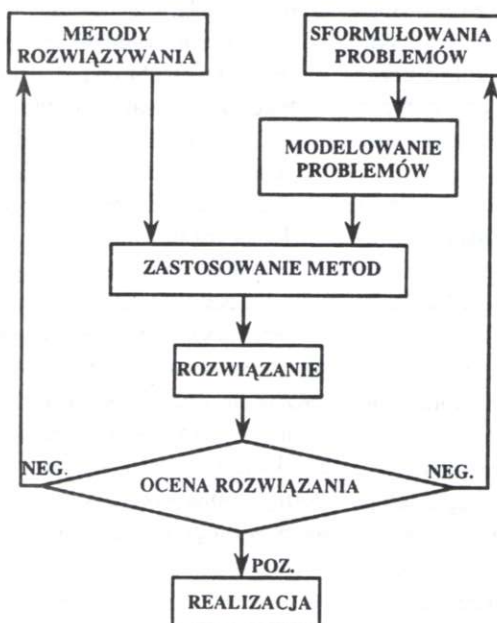 METODY
ROZWIĄZYWANIA
SFORMUŁOWANIA
PROBLEMÓW
MODELOWANIE
PROBLEMÓW
ZASTOSOWANIE METOD
ROZWIĄZANIE
NEG.
OCENA ROZWIĄZANIA
NEG.
POZ.
REALIZACJA